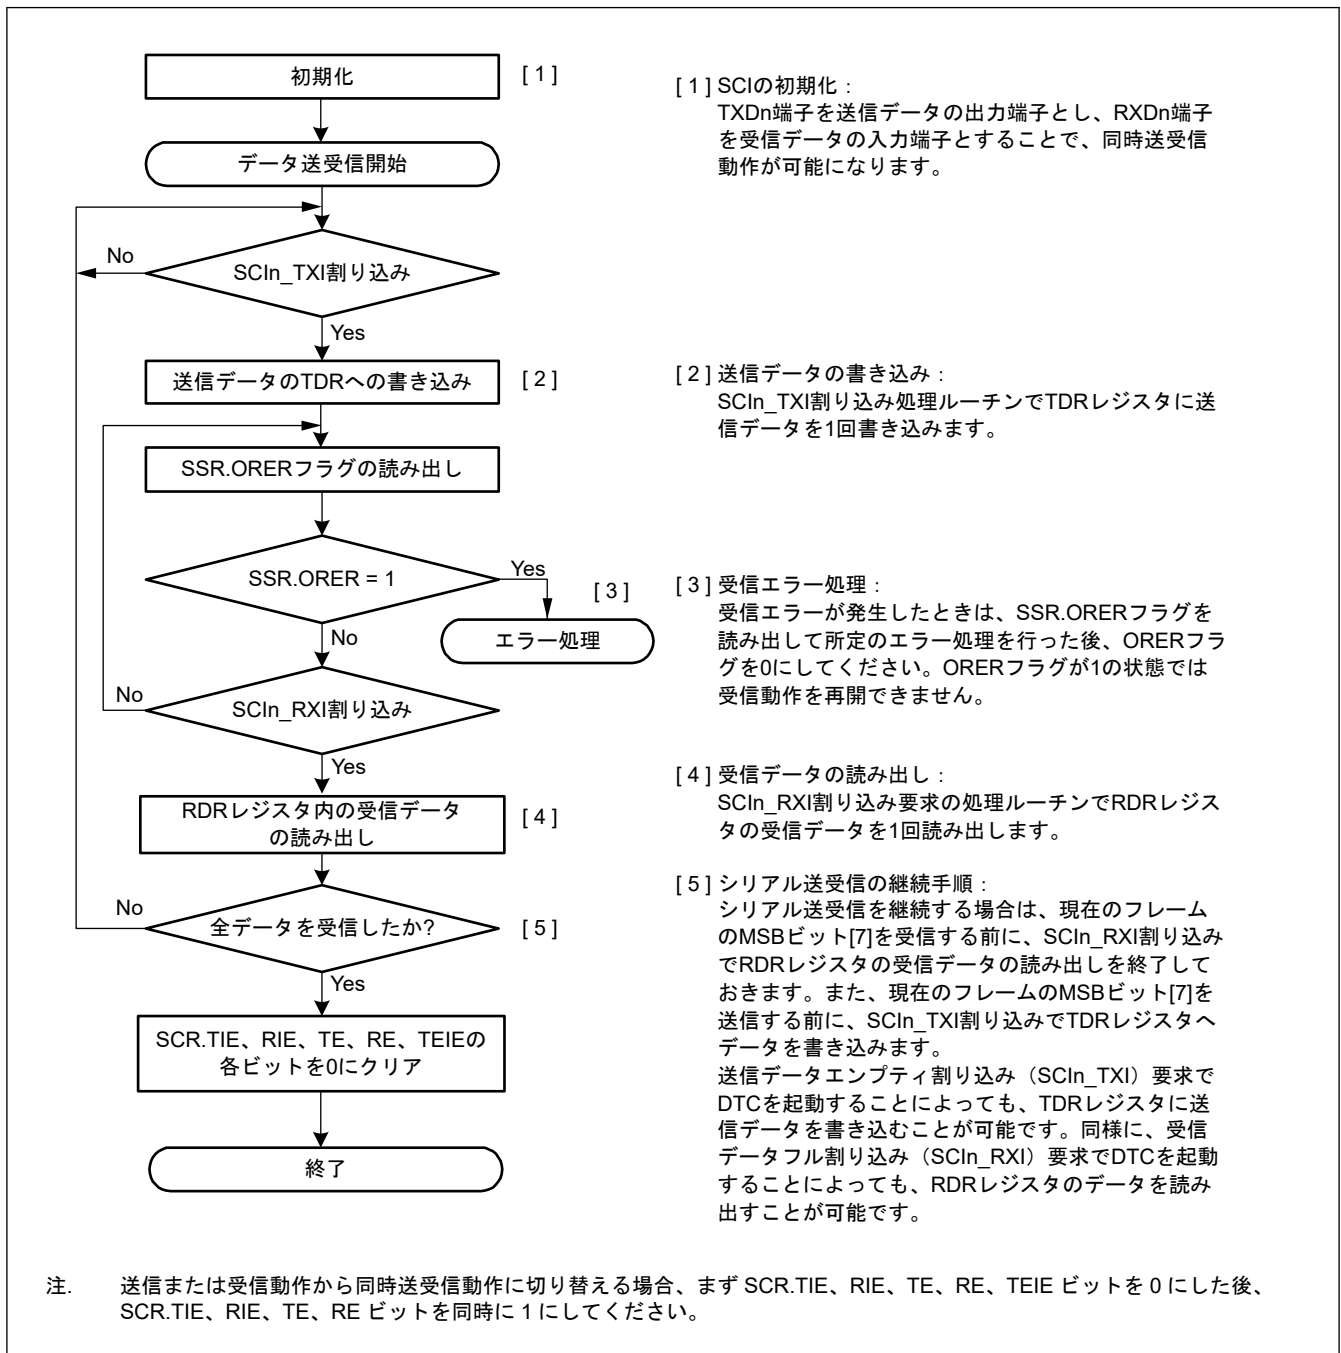 初期化
[ 1 ]
データ送受信開始
No
SCIn_TXI割り込み
Yes
送信データのTDRへの書き込み
[ 2 ]
SSR.ORERフラグの読み出し
SSR.ORER = 1
Yes
[ 3 ]
エラー処理
No
No
SCIn_RXI割り込み
Yes
RDRレジスタ内の受信データ
の読み出し
[ 4 ]
No
全データを受信したか?
[ 5 ]
Yes
SCR.TIE、RIE、TE、RE、TEIEの
各ビットを0にクリア
終了
[ 1 ] SCIの初期化：
TXDn端子を送信データの出力端子とし、RXDn端子
を受信データの入力端子とすることで、同時送受信
動作が可能になります。
[ 2 ] 送信データの書き込み：
SCIn_TXI割り込み処理ルーチンでTDRレジスタに送
信データを1回書き込みます。
[ 3 ] 受信エラー処理：
受信エラーが発生したときは、SSR.ORERフラグを
読み出して所定のエラー処理を行った後、ORERフラ
グを0にしてください。ORERフラグが1の状態では
受信動作を再開できません。
[ 4 ] 受信データの読み出し：
SCIn_RXI割り込み要求の処理ルーチンでRDRレジス
タの受信データを1回読み出します。
[ 5 ] シリアル送受信の継続手順：
シリアル送受信を継続する場合は、現在のフレーム
のMSBビット[7]を受信する前に、SCIn_RXI割り込み
でRDRレジスタの受信データの読み出しを終了して
おきます。また、現在のフレームのMSBビット[7]を
送信する前に、SCIn_TXI割り込みでTDRレジスタへ
データを書き込みます。
送信データエンプティ割り込み（SCIn_TXI）要求で
DTCを起動することによっても、TDRレジスタに送
信データを書き込むことが可能です。同様に、受信
データフル割り込み（SCIn_RXI）要求でDTCを起動
することによっても、RDRレジスタのデータを読み
出すことが可能です。
注. 送信または受信動作から同時送受信動作に切り替える場合、まず SCR.TIE、RIE、TE、RE、TEIE ビットを 0 にした後、
SCR.TIE、RIE、TE、RE ビットを同時に 1 にしてください。